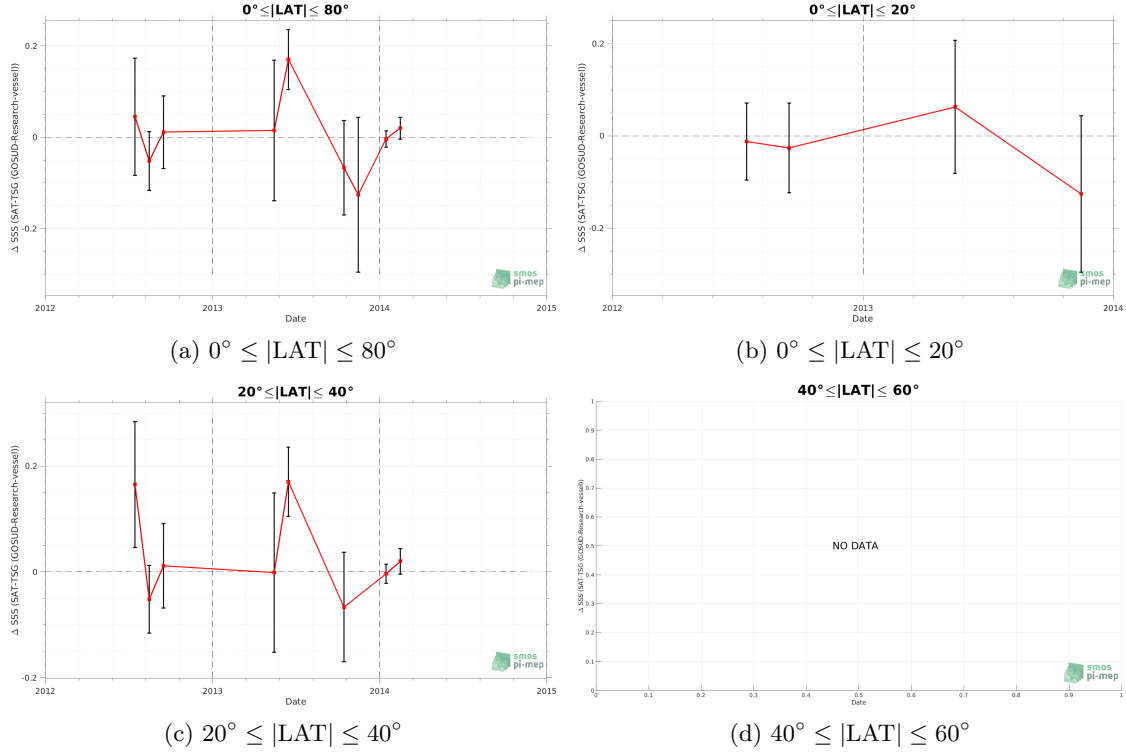 0°≤|LAT|≤ 80°
Δ SSS (SAT-TSG (GOSUD-Research-vessel))
0.2
0
-0.2
2012 2013 2014 2015
Date
smos
pi-mep
(a) 0° ≤ |LAT| ≤ 80°
0°≤|LAT|≤ 20°
Δ SSS (SAT-TSG (GOSUD-Research-vessel))
0.2
0
-0.2
2012 2013 2014
Date
smos
pi-mep
(b) 0° ≤ |LAT| ≤ 20°
20°≤|LAT|≤ 40°
Δ SSS (SAT-TSG (GOSUD-Research-vessel))
0.2
0
-0.2
2012 2013 2014 2015
Date
smos
pi-mep
(c) 20° ≤ |LAT| ≤ 40°
40°≤|LAT|≤ 60°
Δ SSS (SAT-TSG (GOSUD-Research-vessel))
1
0.9
0.8
0.7
0.6
0.5
0.4
0.3
0.2
0.1
0
NO DATA
0 0.1 0.2 0.3 0.4 0.5 0.6 0.7 0.8 0.9 1
Date
smos
pi-mep
(d) 40° ≤ |LAT| ≤ 60°